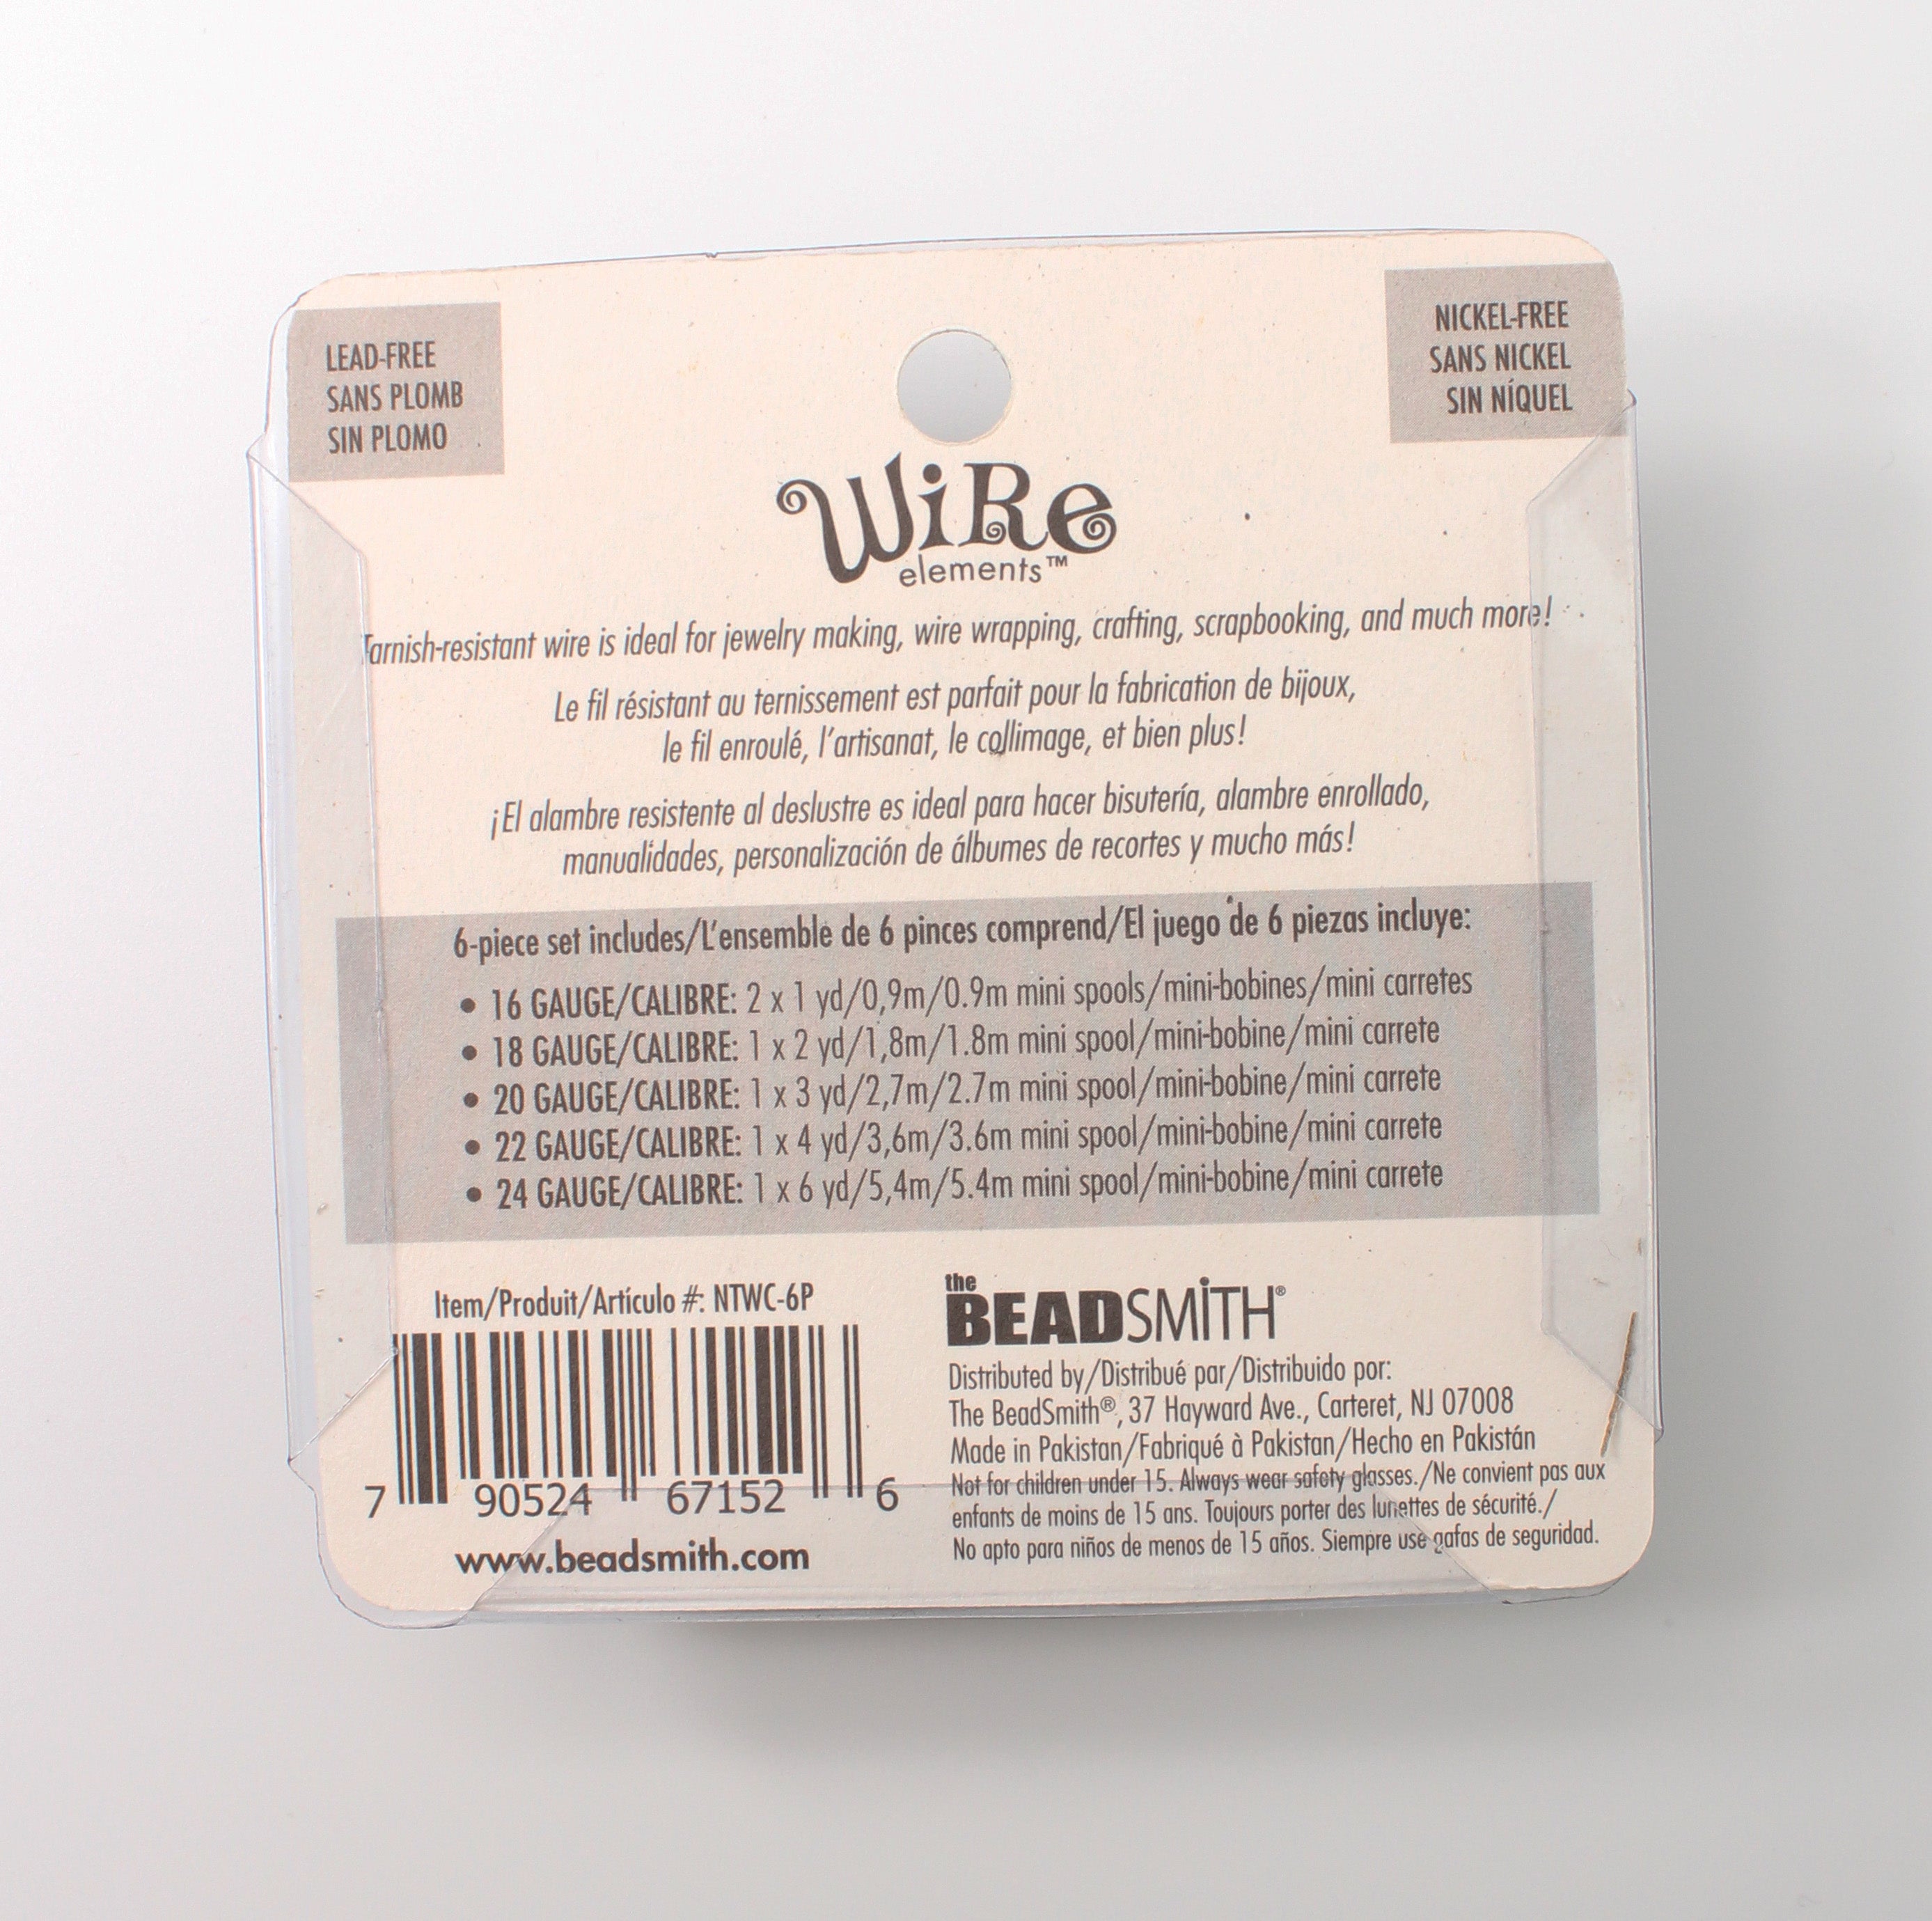 LEAD-FREE
SANS PLOMB
SIN PLOMO
NICKEL-FREE
SANS NICKEL
SIN NÍQUEL
WiRe
elements™
Tarnish-resistant wire is ideal for jewelry making, wire wrapping, crafting, scrapbooking, and much more!
Le fil résistant au ternissement est parfait pour la fabrication de bijoux,
le fil enroulé, l'artisanat, le collimage, et bien plus!
¡El alambre resistente al deslustre es ideal para hacer bisutería, alambre enrollado,
manualidades, personalización de álbumes de recortes y mucho más!
6-piece set includes/L'ensemble de 6 pinces comprend/El juego de 6 piezas incluye:
• 16 GAUGE/CALIBRE: 2 x 1 yd/0,9m/0.9m mini spools/mini-bobines/mini carretes
• 18 GAUGE/CALIBRE: 1 x 2 yd/1,8m/1.8m mini spool/mini-bobine/mini carrete
• 20 GAUGE/CALIBRE: 1 x 3 yd/2,7m/2.7m mini spool/mini-bobine/mini carrete
• 22 GAUGE/CALIBRE: 1 x 4 yd/3,6m/3.6m mini spool/mini-bobine/mini carrete
• 24 GAUGE/CALIBRE: 1 x 6 yd/5,4m/5.4m mini spool/mini-bobine/mini carrete
Item/Produit/Artículo #: NTWC-6P
7 90524 67152 6
www.beadsmith.com
the
BEADSMiTH®
Distributed by/Distribué par/Distribuido por:
The BeadSmith®, 37 Hayward Ave., Carteret, NJ 07008
Made in Pakistan/Fabriqué à Pakistan/Hecho en Pakistán
Not for children under 15. Always wear safety glasses./Ne convient pas aux
enfants de moins de 15 ans. Toujours porter des lunettes de sécurité./
No apto para niños de menos de 15 años. Siempre use gafas de seguridad.